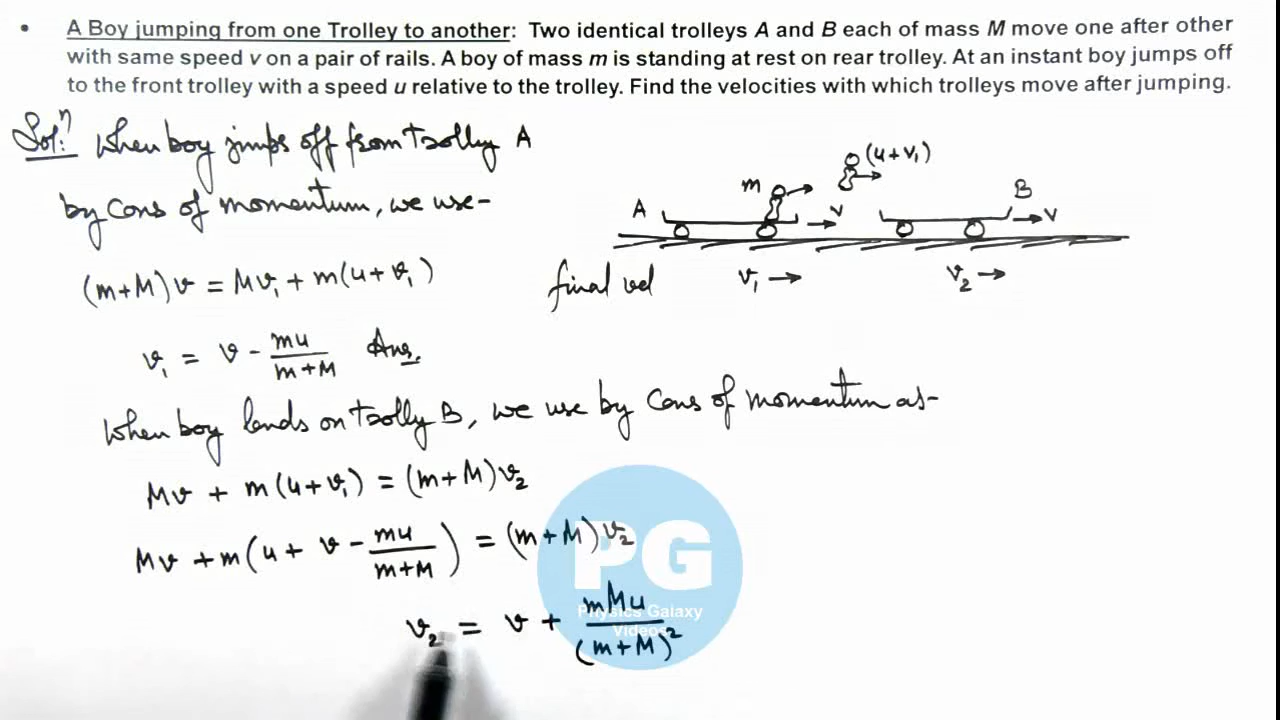 • A Boy jumping from one Trolley to another: Two identical trolleys A and B each of mass M move one after other
with same speed v on a pair of rails. A boy of mass m is standing at rest on rear trolley. At an instant boy jumps off
to the front trolley with a speed u relative to the trolley. Find the velocities with which trolleys move after jumping.
Solⁿ: When boy jumps off from trolly A
by Cons of momentum, we use-
(m+M)v = Mv₁ + m(u+v₁)
v₁ = v - mu/(m+M) Ans.
A m v (u+v₁) B v
final vel v₁ → v₂ →
When boy lands on trolly B, we use by Cons of momentum as-
Mv + m(u+v₁) = (m+M)v₂
Mv + m(u + v - mu/(m+M)) = (m+M)v₂
v₂ = v + mMu/(m+M)²
PG
Physics Galaxy
Videos